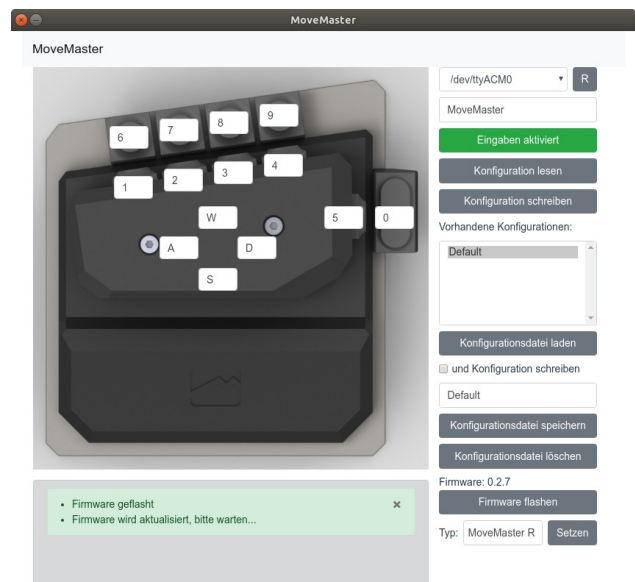 MoveMaster
MoveMaster
6
7
8
9
1
2
3
4
W
A
D
S
5
0
/dev/ttyACM0
R
MoveMaster
Eingaben aktiviert
Konfiguration lesen
Konfiguration schreiben
Vorhandene Konfigurationen:
Default
Konfigurationsdatei laden
und Konfiguration schreiben
Default
Konfigurationsdatei speichern
Konfigurationsdatei löschen
Firmware: 0.2.7
Firmware flashen
Typ: MoveMaster R Setzen
Firmware geflasht
Firmware wird aktualisiert, bitte warten...